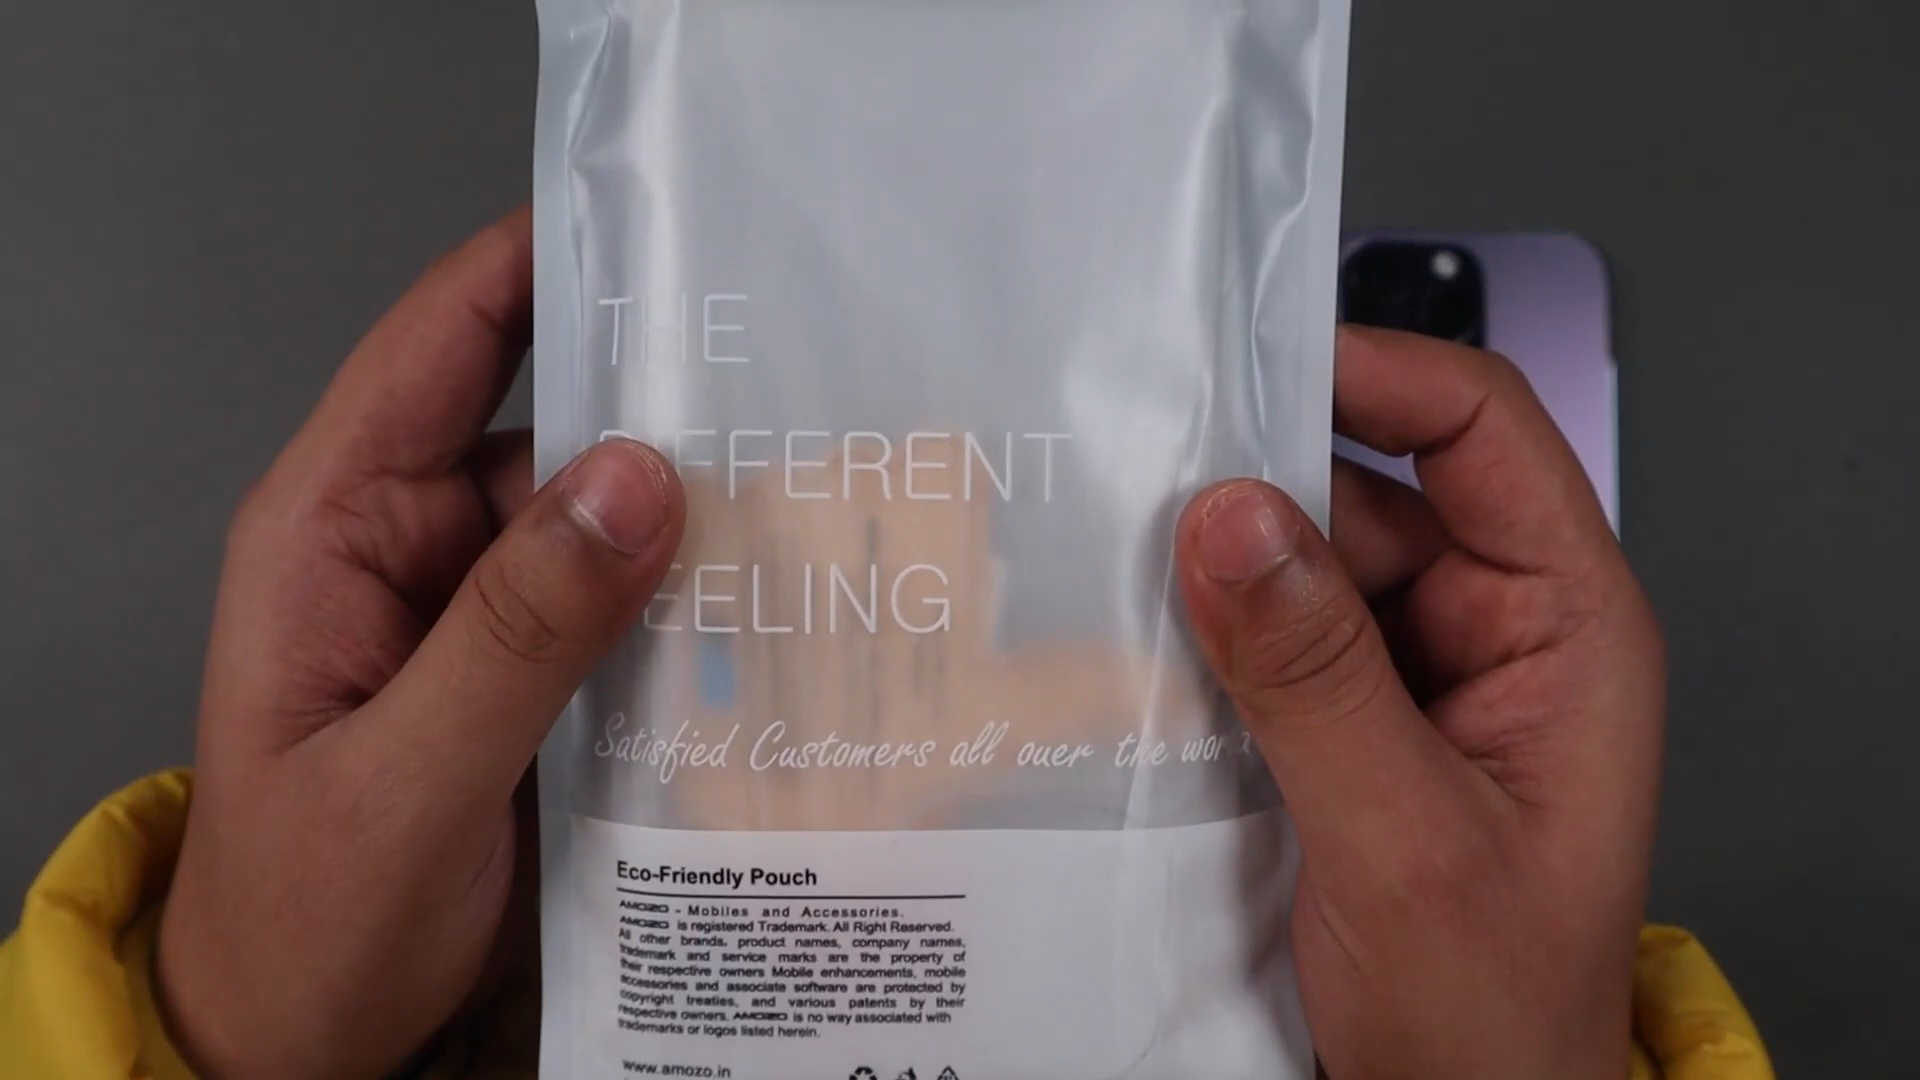 THE
DIFFERENT
FEELING
Satisfied Customers all over the world
Eco-Friendly Pouch
AMOZO - Mobiles and Accessories.
AMOZO is registered Trademark. All Right Reserved.
All other brands, product names, company names,
trademark and service marks are the property of
their respective owners Mobile enhancements, mobile
accessories and associate software are protected by
copyright treaties, and various patents by their
respective owners. AMOZO is no way associated with
trademarks or logos listed herein.
www.amozo.in